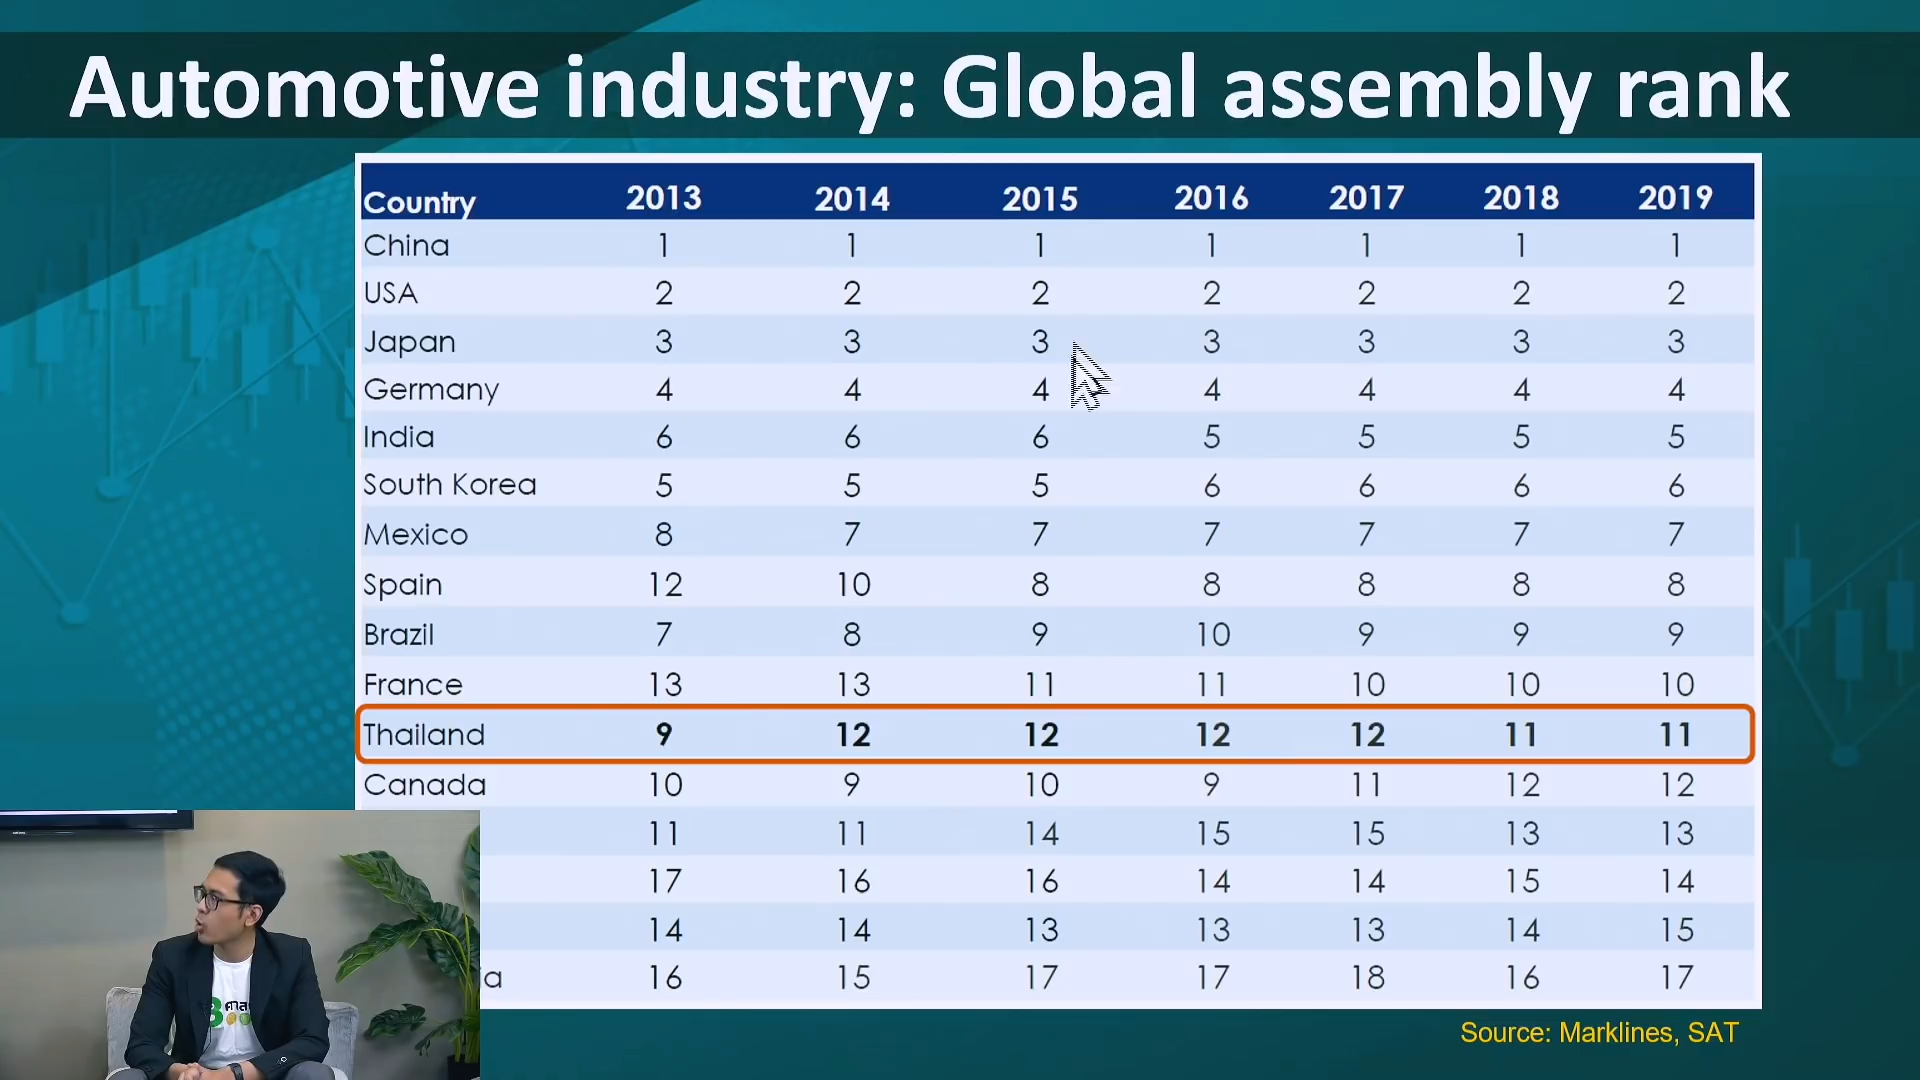 Automotive industry: Global assembly rank
Country 2013 2014 2015 2016 2017 2018 2019
China 1 1 1 1 1 1 1
USA 2 2 2 2 2 2 2
Japan 3 3 3 3 3 3 3
Germany 4 4 4 4 4 4 4
India 6 6 6 5 5 5 5
South Korea 5 5 5 6 6 6 6
Mexico 8 7 7 7 7 7 7
Spain 12 10 8 8 8 8 8
Brazil 7 8 9 10 9 9 9
France 13 13 11 11 10 10 10
Thailand 9 12 12 12 12 11 11
Canada 10 9 10 9 11 12 12
11 11 14 15 15 13 13
17 16 16 14 14 15 14
14 14 13 13 13 14 15
a 16 15 17 17 18 16 17
Source: Marklines, SAT